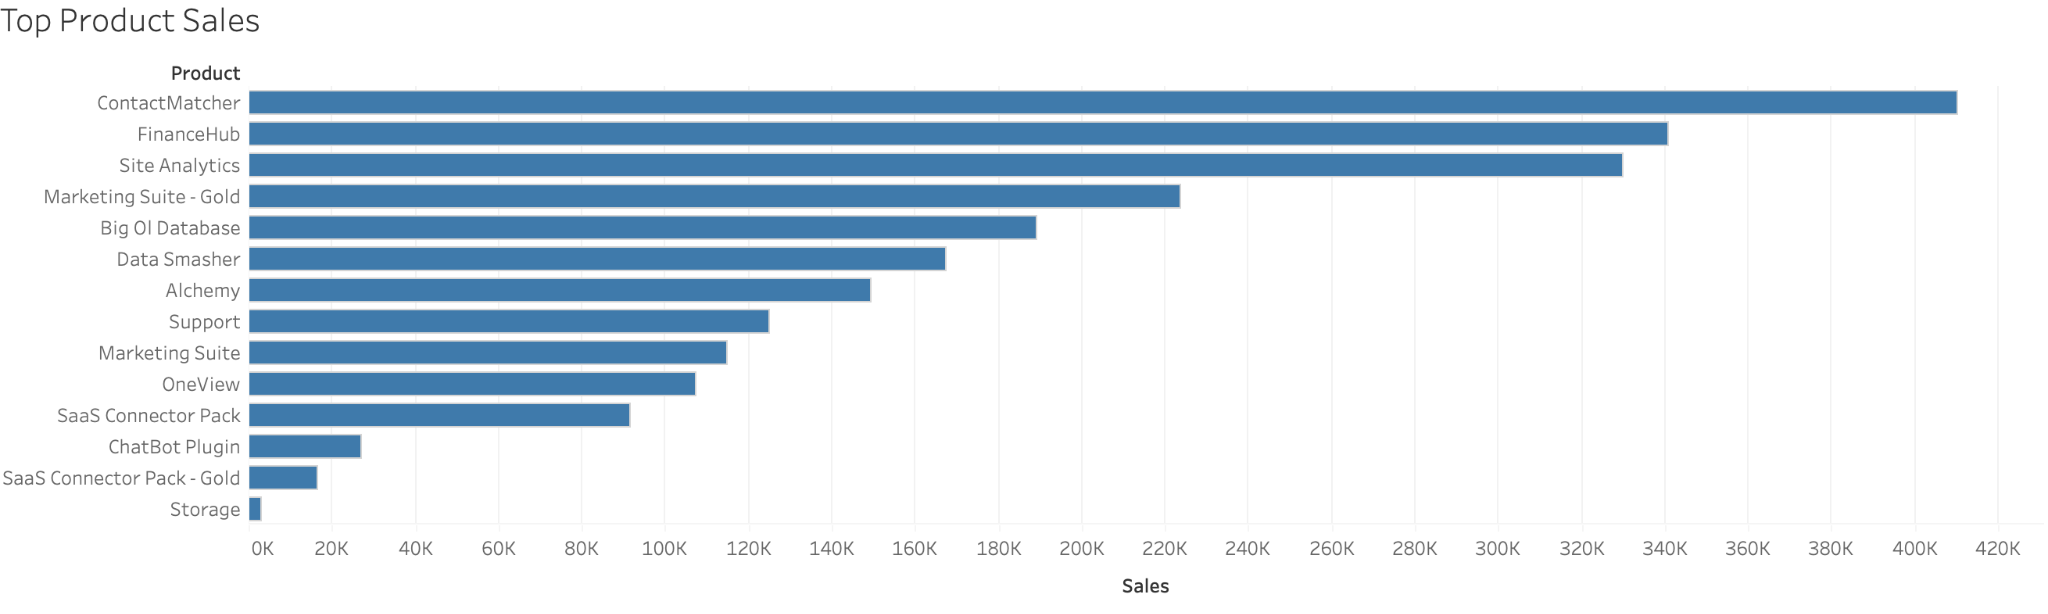 Top Product Sales
Product
ContactMatcher
FinanceHub
Site Analytics
Marketing Suite - Gold
Big Ol Database
Data Smasher
Alchemy
Support
Marketing Suite
OneView
SaaS Connector Pack
ChatBot Plugin
SaaS Connector Pack - Gold
Storage
0K 20K 40K 60K 80K 100K 120K 140K 160K 180K 200K 220K 240K 260K 280K 300K 320K 340K 360K 380K 400K 420K
Sales